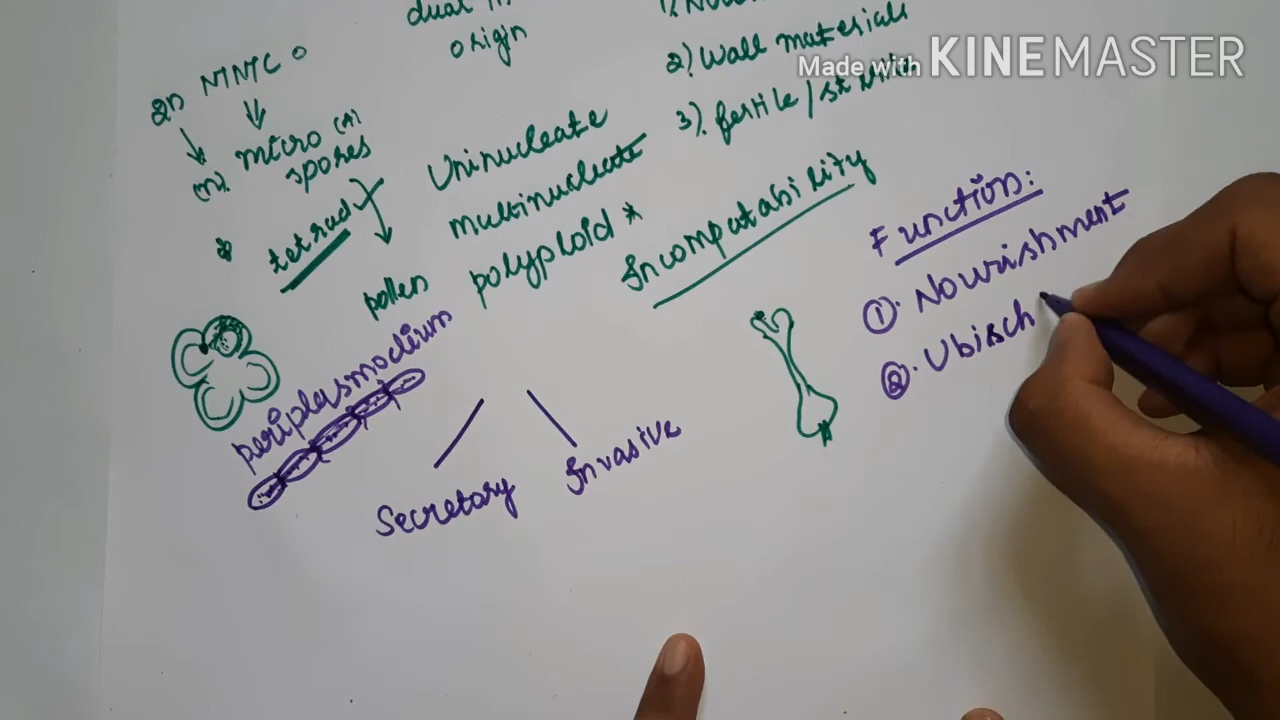 dual
origin
2) Wall materials
3). fertile /
Made with KINEMASTER
2n MMC
(n). micro (n)
spores
tetrad
pollen
Uninucleate
multinucleate
polyploid *
Incompatability
Function:
①. Nourishment
②. Ubisch
periplasmodium
Secretory
Invasive